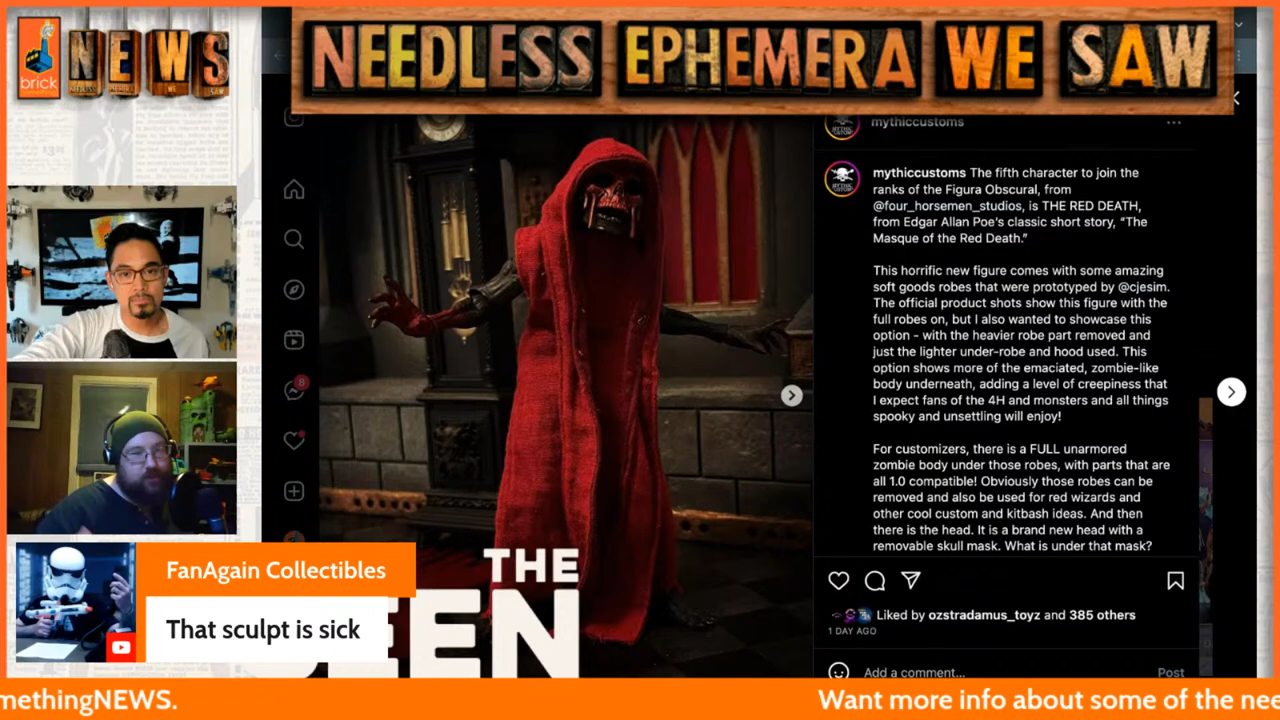 brick
NEWS
NEEDLESS EPHEMERA WE SAW
NEEDLESS EPHEMERA WE SAW
mythiccustoms
mythiccustoms The fifth character to join the
ranks of the Figura Obscural, from
@four_horsemen_studios, is THE RED DEATH,
from Edgar Allan Poe's classic short story, “The
Masque of the Red Death.”
This horrific new figure comes with some amazing
soft goods robes that were prototyped by @cjesim.
The official product shots show this figure with the
full robes on, but I also wanted to showcase this
option - with the heavier robe part removed and
just the lighter under-robe and hood used. This
option shows more of the emaciated, zombie-like
body underneath, adding a level of creepiness that
I expect fans of the 4H and monsters and all things
spooky and unsettling will enjoy!
For customizers, there is a FULL unarmored
zombie body under those robes, with parts that are
all 1.0 compatible! Obviously those robes can be
removed and also be used for red wizards and
other cool custom and kitbash ideas. And then
there is the head. It is a brand new head with a
removable skull mask. What is under that mask?
8
Liked by ozstradamus_toyz and 385 others
1 DAY AGO
Add a comment...
Post
THE
EEN
FanAgain Collectibles
That sculpt is sick
methingNEWS.
Want more info about some of the nee